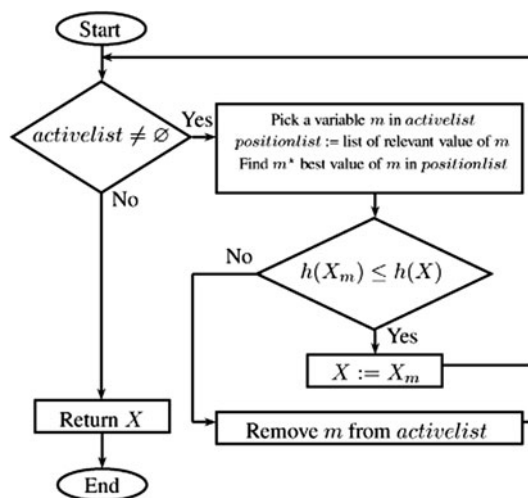 Start
activelist ≠ ∅
Yes
Pick a variable m in activelist
positionlist := list of relevant value of m
Find m* best value of m in positionlist
No
No
h(X_m) ≤ h(X)
Yes
X := X_m
Return X
Remove m from activelist
End